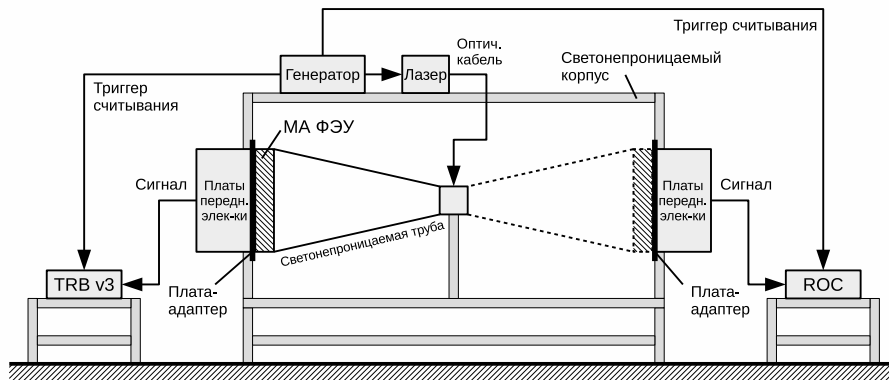 Триггер считывания
Оптич.
кабель
Светонепроницаемый
корпус
Генератор
Лазер
Триггер
считывания
МА ФЭУ
Сигнал
Платы
передн.
элек-ки
Платы
передн.
элек-ки
Сигнал
Светонепроницаемая труба
TRB v3
Плата-
адаптер
Плата-
адаптер
ROC